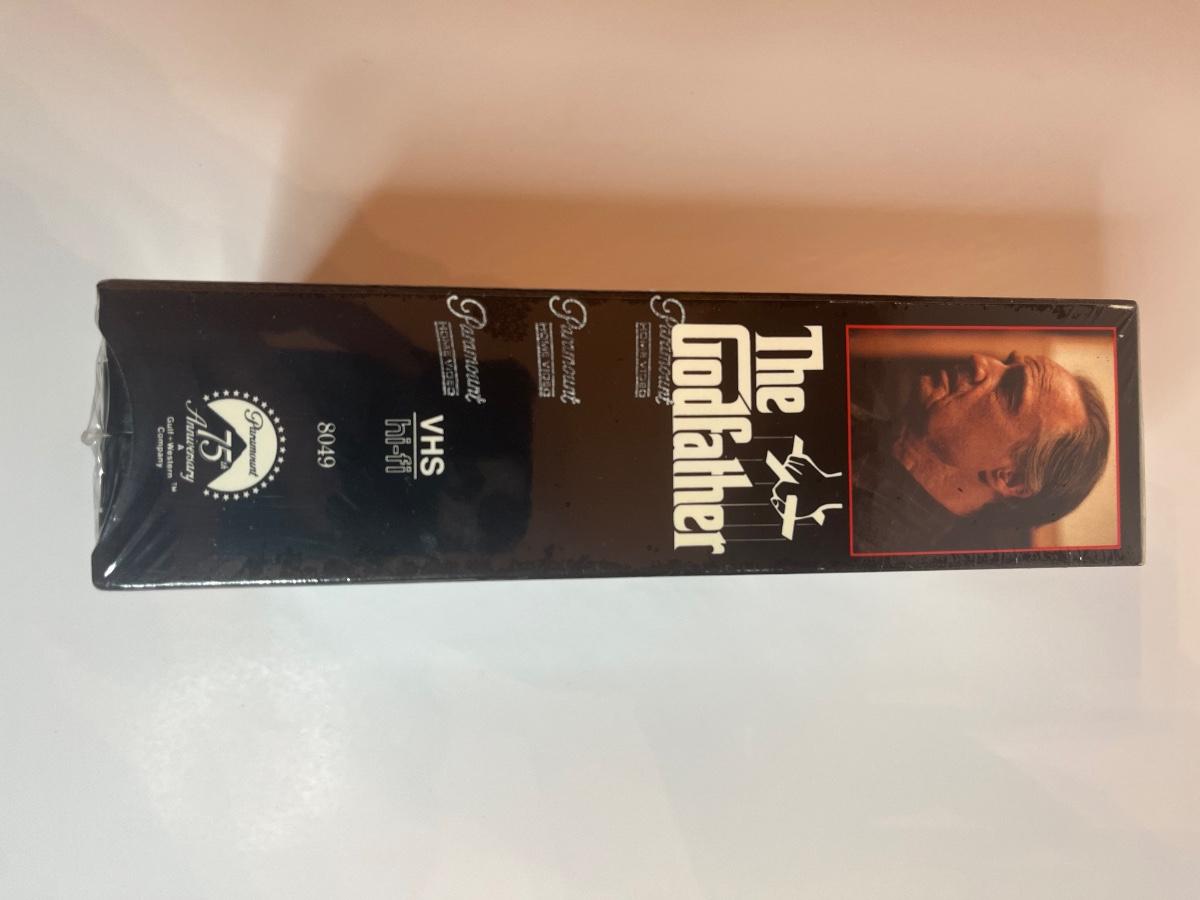 The
Godfather
Paramount
HOME VIDEO
Paramount
HOME VIDEO
Paramount
HOME VIDEO
VHS
hi-fi
8049
Paramount
75th
Anniversary
A
Gulf+Western
Company
TM